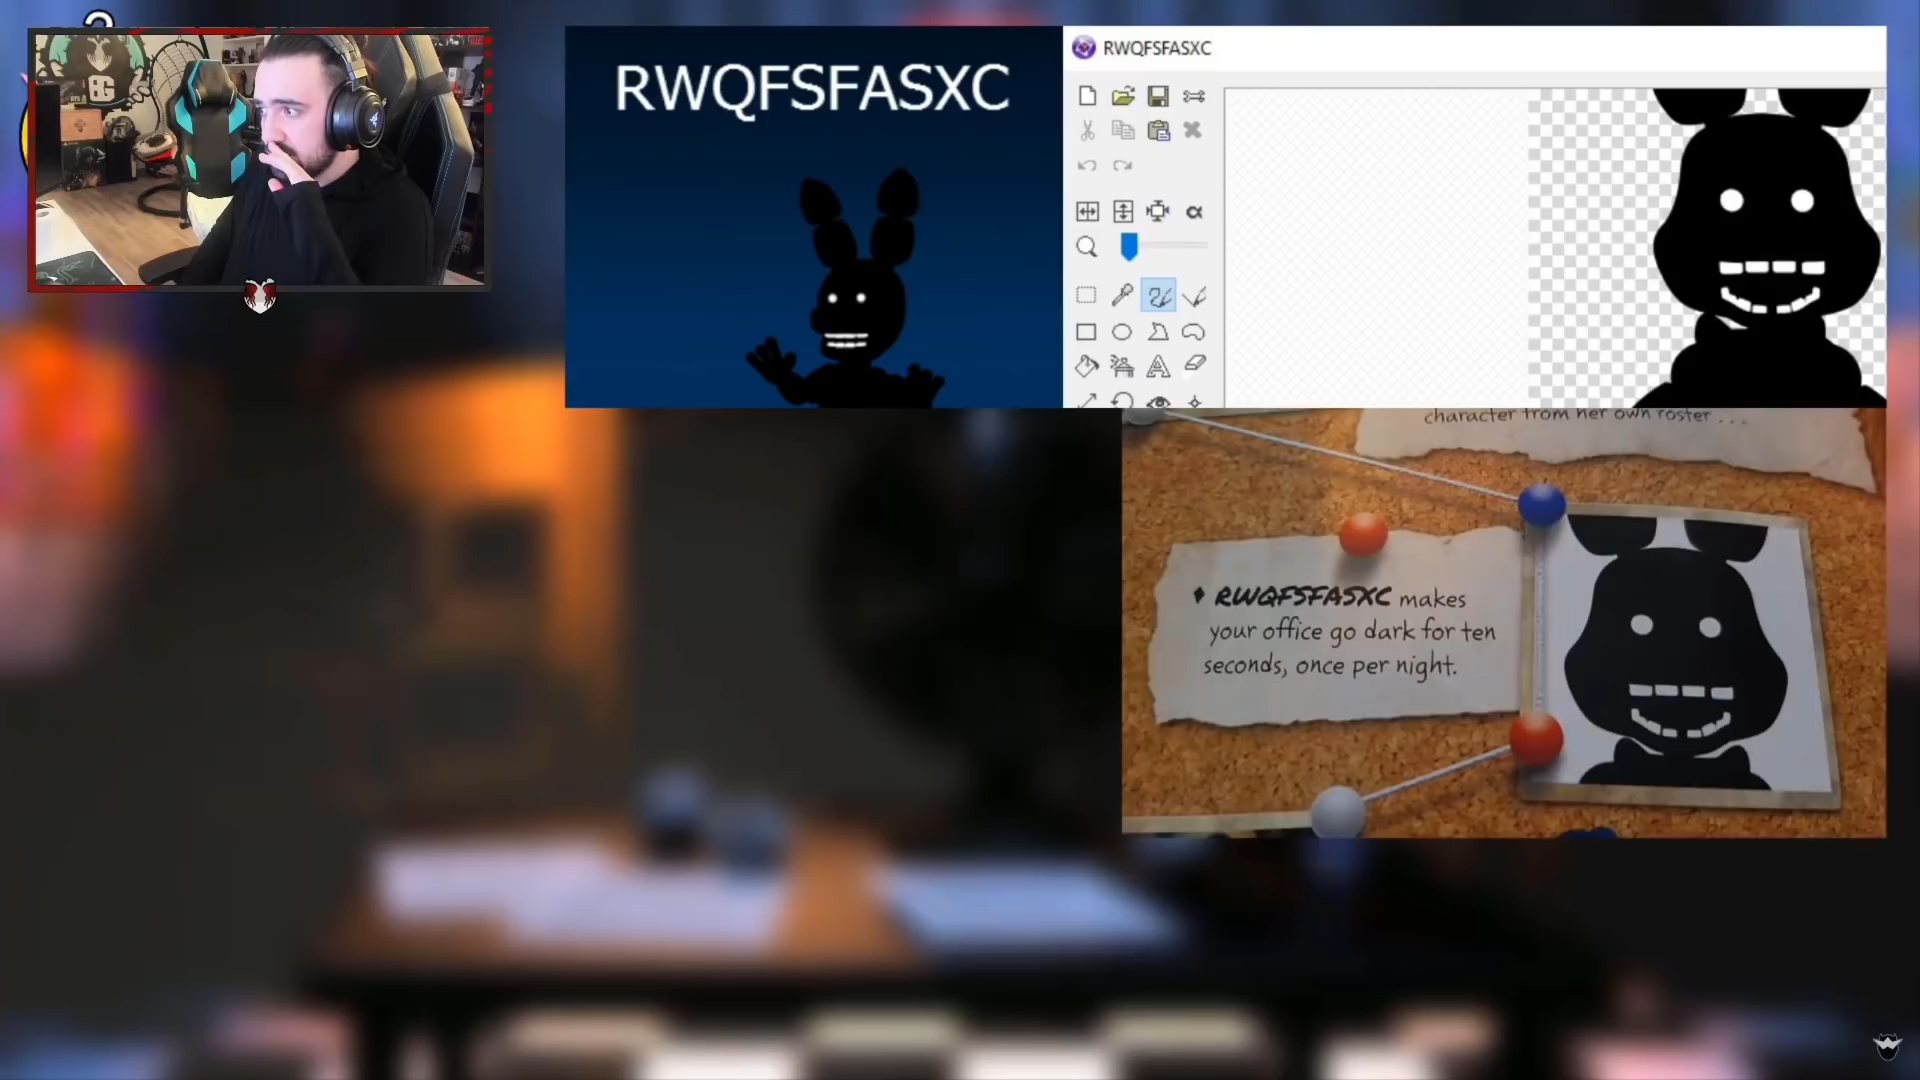 RWQFSFASXC
RWQFSFASXC
character from her own roster . . .
♦ RWQFSFASXC makes
your office go dark for ten
seconds, once per night.